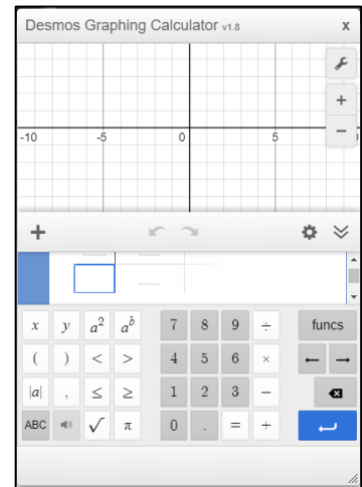 Desmos Graphing Calculator v1.8 x
+
-10 -5 0 5 −
+
x y a² aᵇ 7 8 9 ÷ funcs
( ) < > 4 5 6 × ← →
|a| , ≤ ≥ 1 2 3 −
ABC √ π 0 . = +